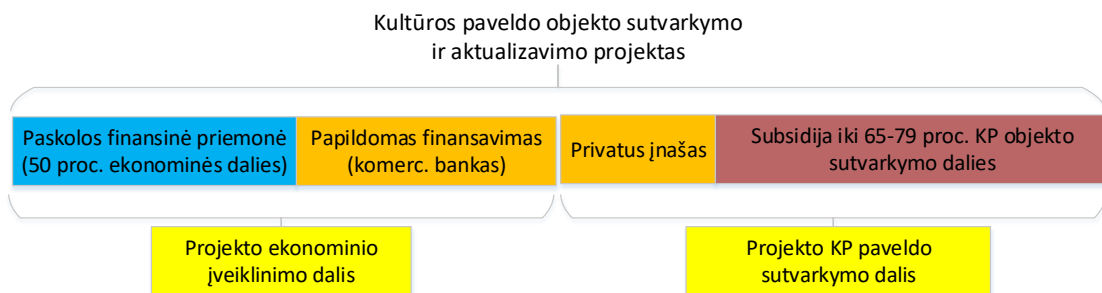 Kultūros paveldo objekto sutvarkymo
ir aktualizavimo projektas
Paskolos finansinė priemonė
(50 proc. ekonominės dalies)
Papildomas finansavimas
(komerc. bankas)
Privatus įnašas
Subsidija iki 65-79 proc. KP objekto
sutvarkymo dalies
Projekto ekonominio
įveiklinimo dalis
Projekto KP paveldo
sutvarkymo dalis